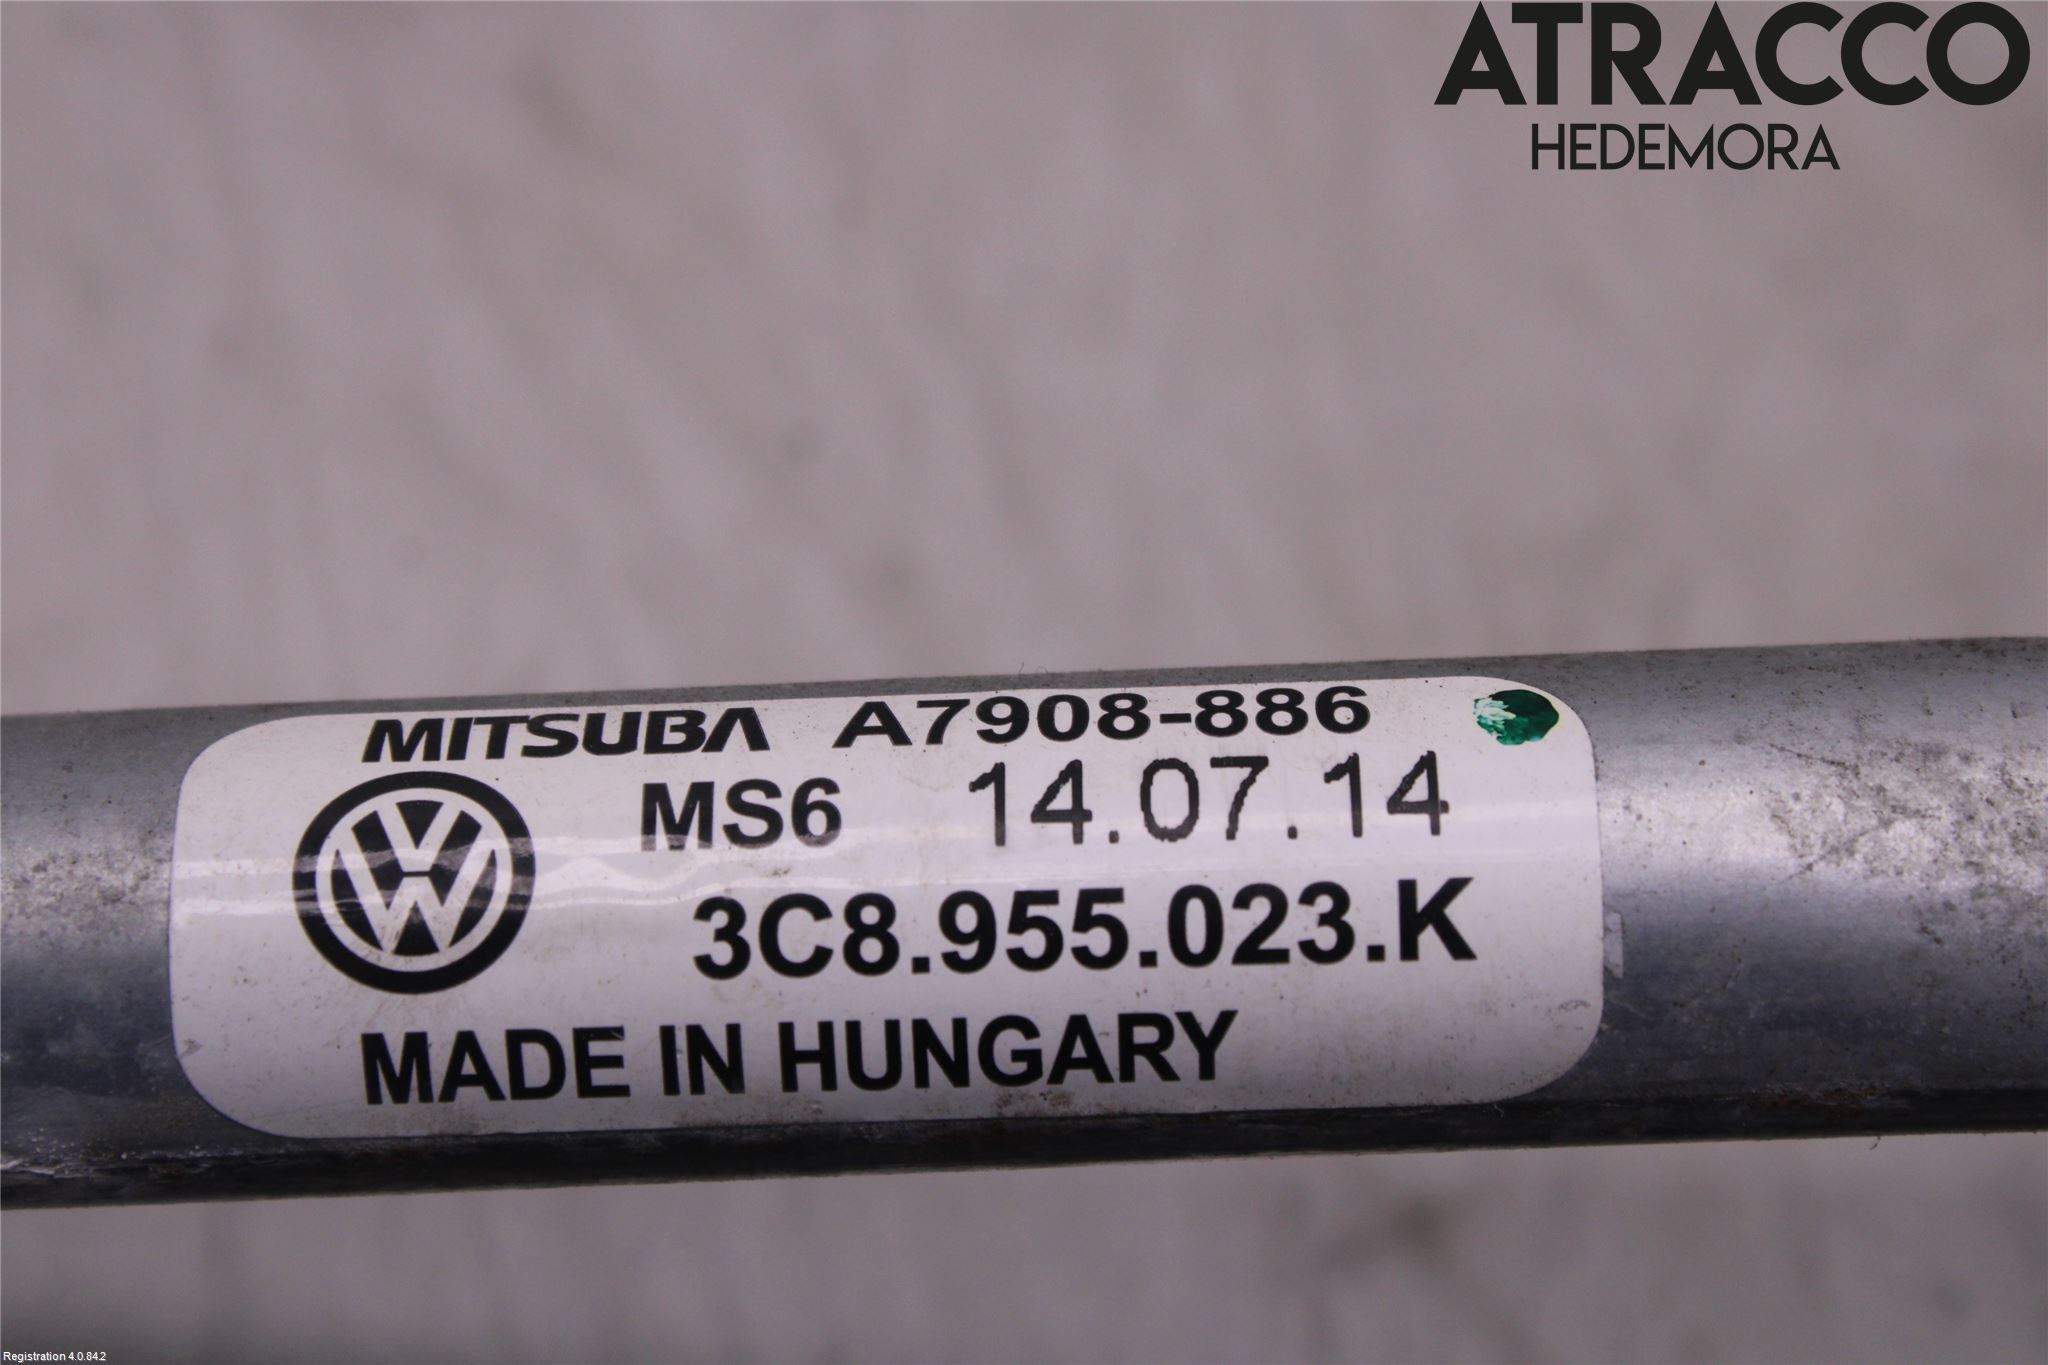 ATRACCO
HEDEMORA
MITSUBA A7908-886
MS6 14.07.14
3C8.955.023.K
MADE IN HUNGARY
Registration 4.0.84.2